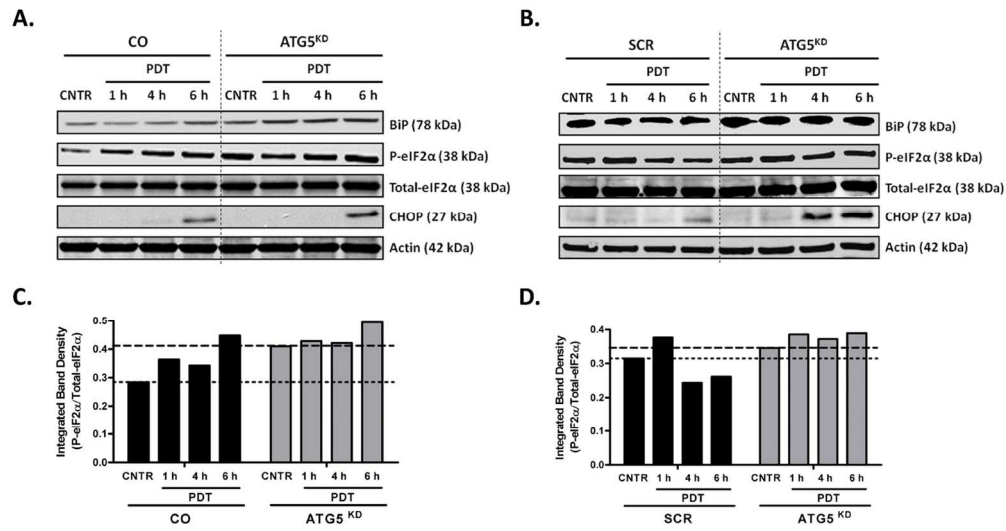 A.
CO ATG5KD
PDT PDT
CNTR 1 h 4 h 6 h CNTR 1 h 4 h 6 h
BiP (78 kDa)
P-eIF2α (38 kDa)
Total-eIF2α (38 kDa)
CHOP (27 kDa)
Actin (42 kDa)
B.
SCR ATG5KD
PDT PDT
CNTR 1 h 4 h 6 h CNTR 1 h 4 h 6 h
BiP (78 kDa)
P-eIF2α (38 kDa)
Total-eIF2α (38 kDa)
CHOP (27 kDa)
Actin (42 kDa)
C.
Integrated Band Density
(P-eIF2α/Total-eIF2α)
0.5
0.4
0.3
0.2
0.1
0.0
CNTR 1 h 4 h 6 h CNTR 1 h 4 h 6 h
PDT PDT
CO ATG5 KD
D.
Integrated Band Density
(P-eIF2α/Total-eIF2α)
0.4
0.3
0.2
0.1
0.0
CNTR 1 h 4 h 6 h CNTR 1 h 4 h 6 h
PDT PDT
SCR ATG5 KD